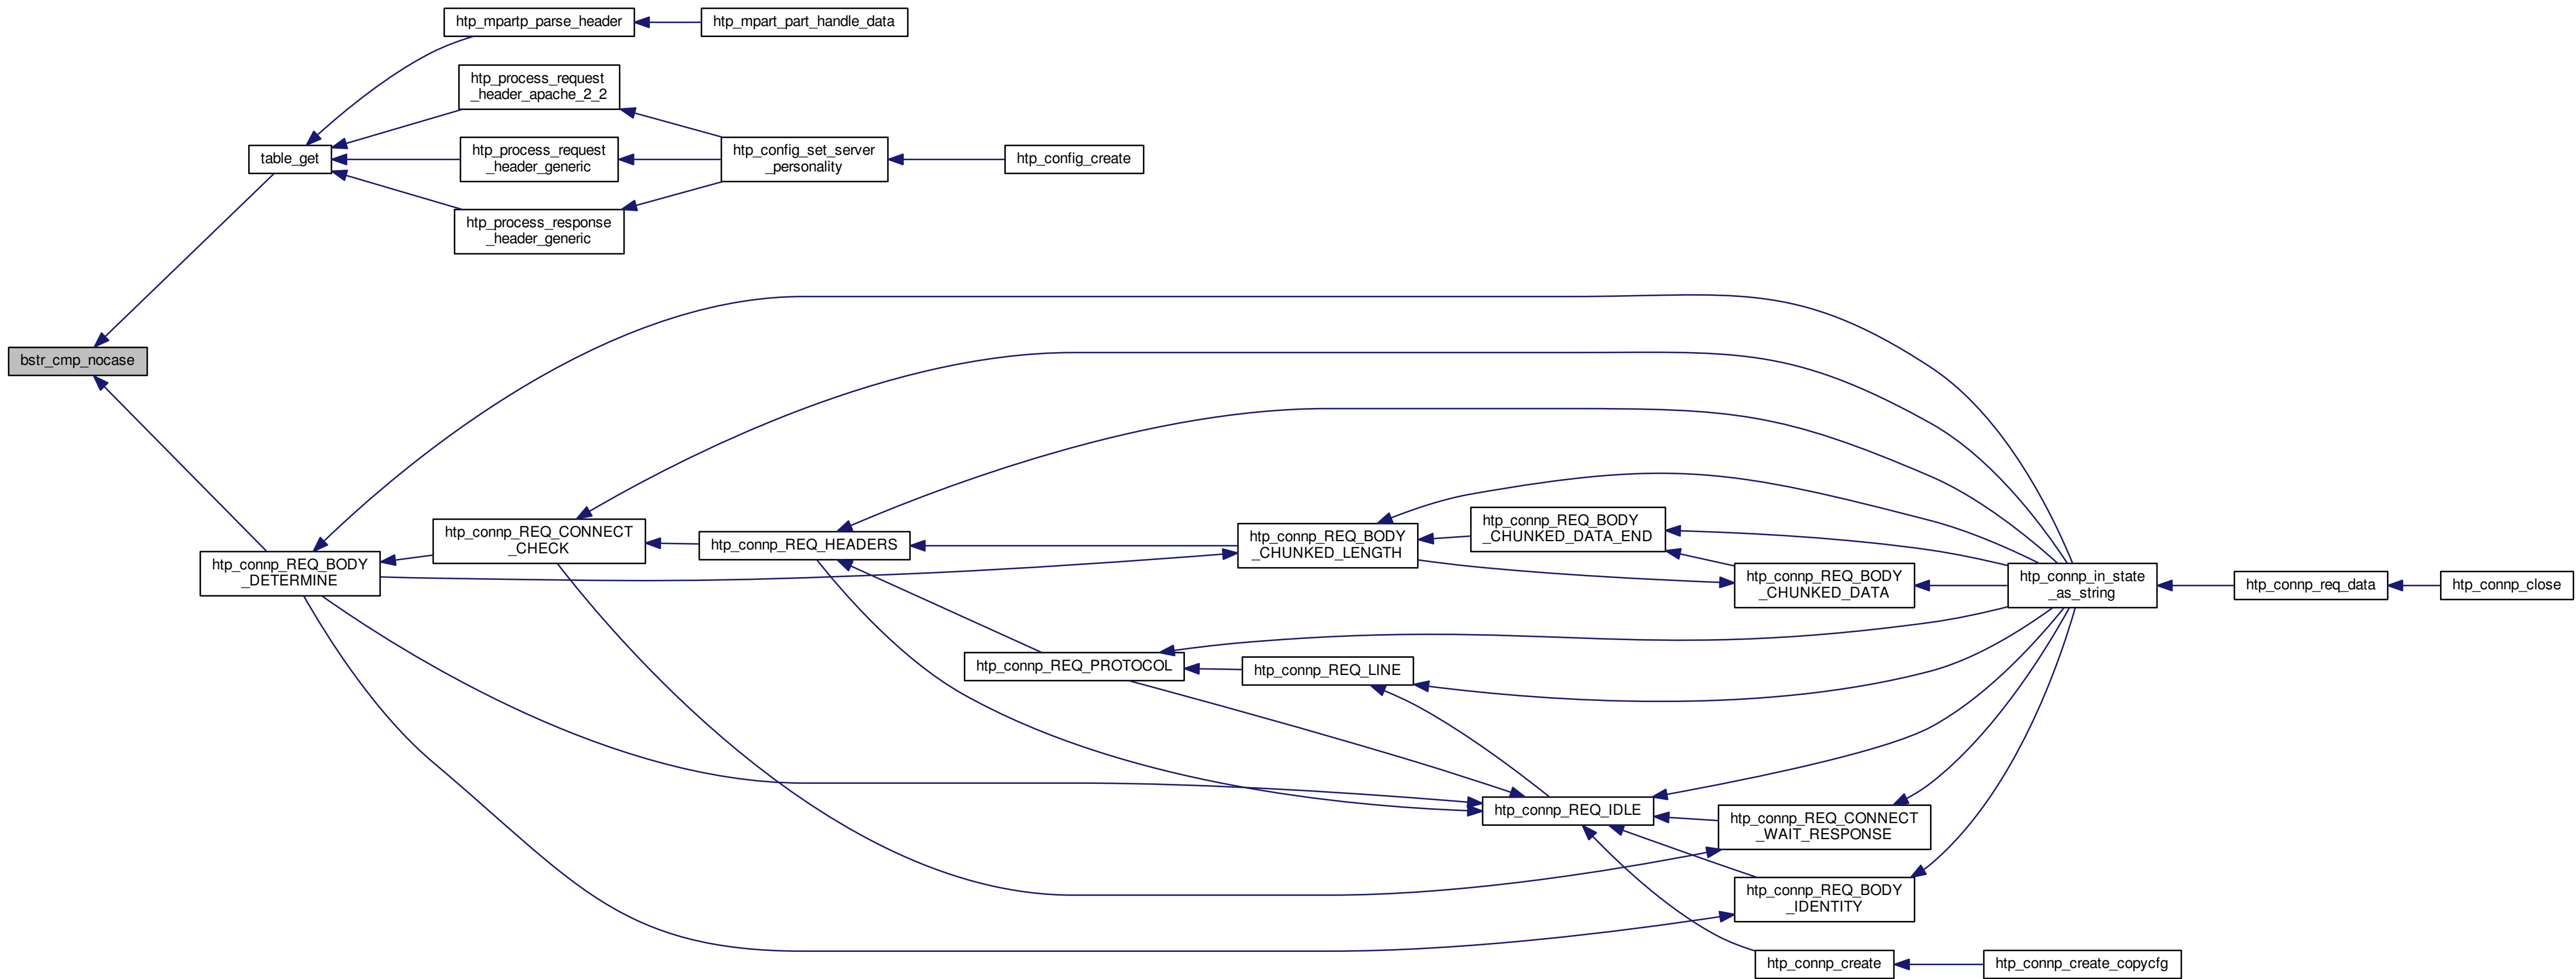 htp_mpartp_parse_header
htp_mpart_part_handle_data
htp_process_request
_header_apache_2_2
table_get
htp_process_request
_header_generic
htp_config_set_server
_personality
htp_config_create
htp_process_response
_header_generic
bstr_cmp_nocase
htp_connp_REQ_BODY
_DETERMINE
htp_connp_REQ_CONNECT
_CHECK
htp_connp_REQ_HEADERS
htp_connp_REQ_BODY
_CHUNKED_LENGTH
htp_connp_REQ_BODY
_CHUNKED_DATA_END
htp_connp_REQ_BODY
_CHUNKED_DATA
htp_connp_in_state
_as_string
htp_connp_req_data
htp_connp_close
htp_connp_REQ_PROTOCOL
htp_connp_REQ_LINE
htp_connp_REQ_IDLE
htp_connp_REQ_CONNECT
_WAIT_RESPONSE
htp_connp_REQ_BODY
_IDENTITY
htp_connp_create
htp_connp_create_copycfg